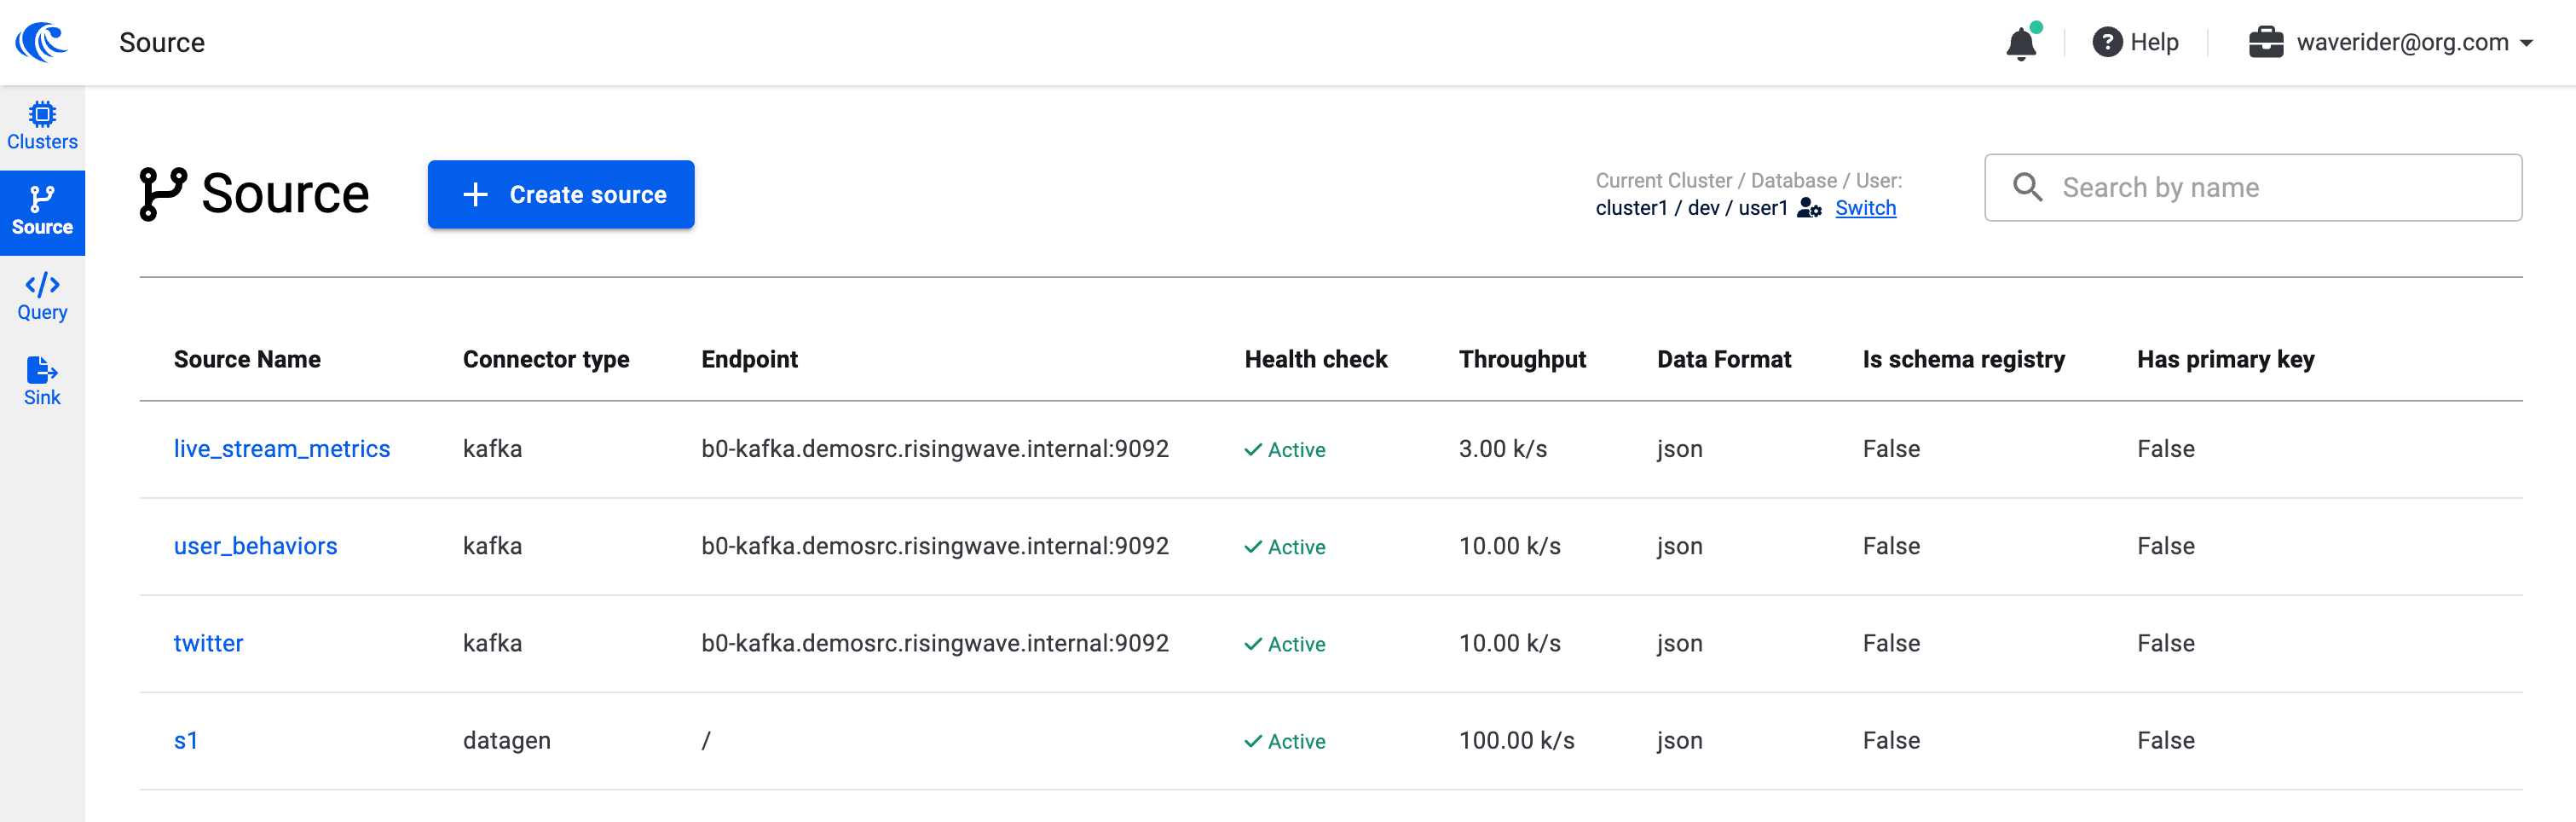 Source
Help
waverider@org.com
Clusters
Source
Query
Sink
Source
Create source
Current Cluster / Database / User:
cluster1 / dev / user1 Switch
Search by name
Source Name Connector type Endpoint Health check Throughput Data Format Is schema registry Has primary key
live_stream_metrics kafka b0-kafka.demosrc.risingwave.internal:9092 Active 3.00 k/s json False False
user_behaviors kafka b0-kafka.demosrc.risingwave.internal:9092 Active 10.00 k/s json False False
twitter kafka b0-kafka.demosrc.risingwave.internal:9092 Active 10.00 k/s json False False
s1 datagen / Active 100.00 k/s json False False